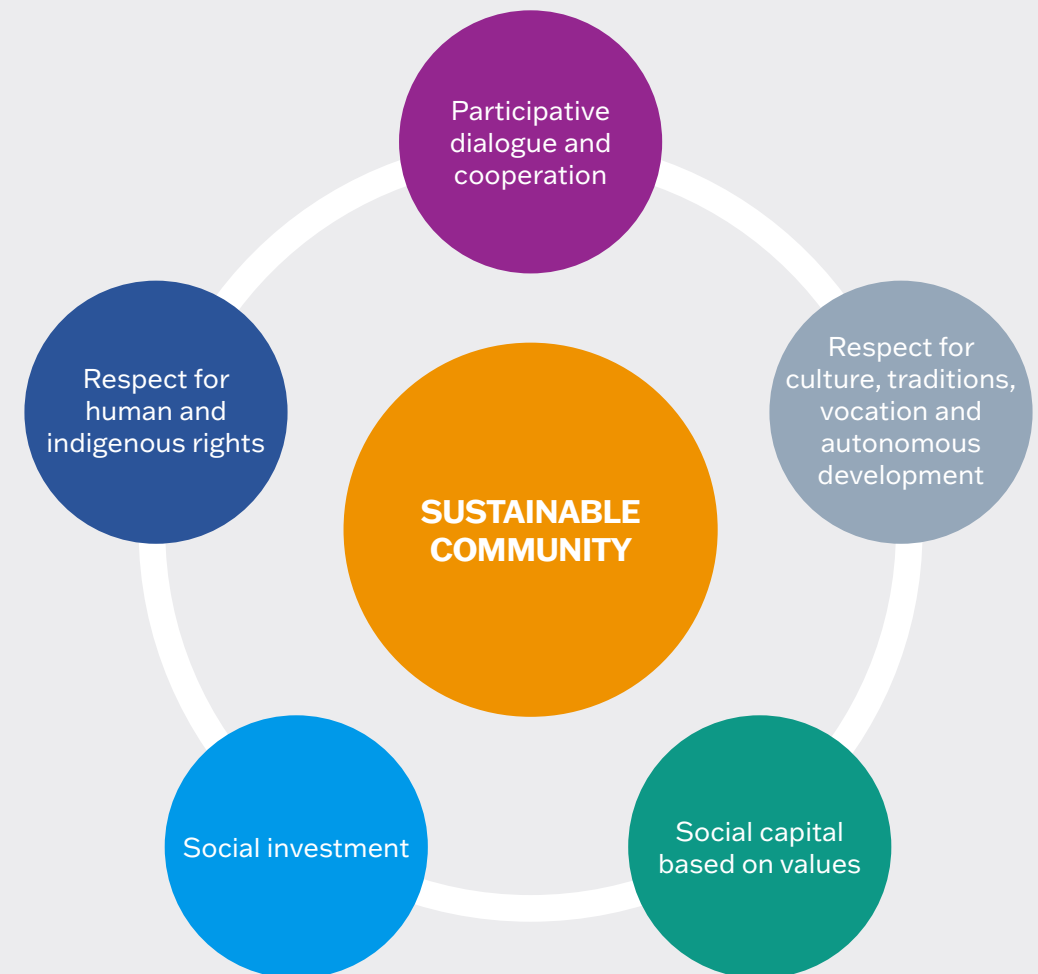 Participative
dialogue and
cooperation
Respect for
culture, traditions,
vocation and
autonomous
development
Respect for
human and
indigenous rights
SUSTAINABLE
COMMUNITY
Social capital
based on values
Social investment